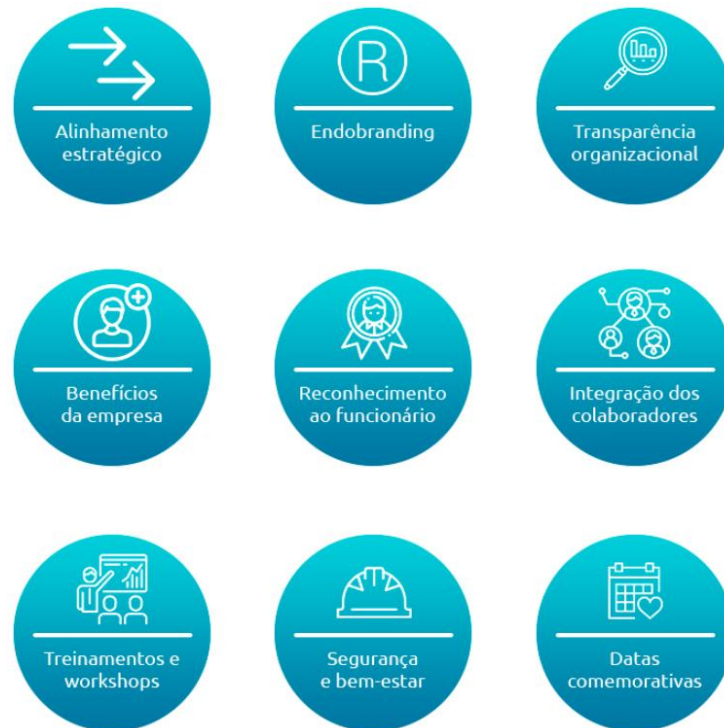 R
Alinhamento
estratégico
Endobranding
Transparência
organizacional
Benefícios
da empresa
Reconhecimento
ao funcionário
Integração dos
colaboradores
Treinamentos e
workshops
Segurança
e bem-estar
Datas
comemorativas